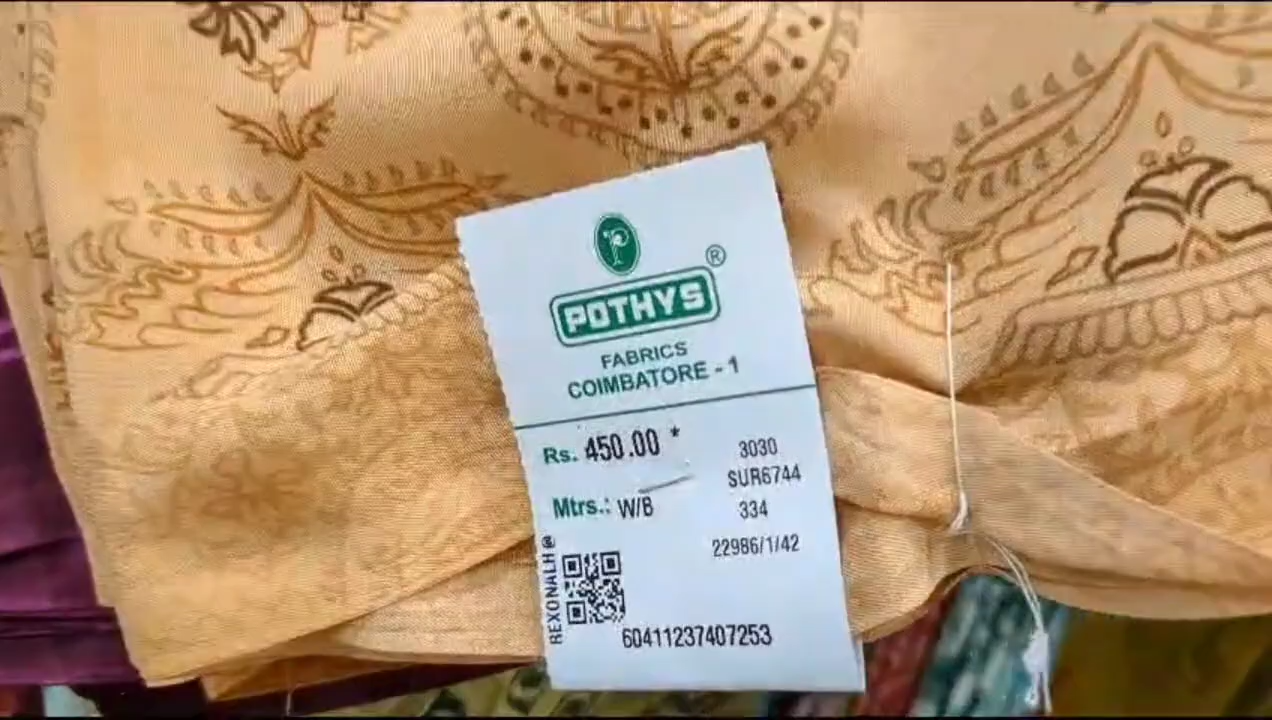 POTHYS ®
FABRICS
COIMBATORE - 1
Rs. 450.00 *
3030
SUR6744
Mtrs.: W/B
334
22986/1/42
REXONALH@
60411237407253